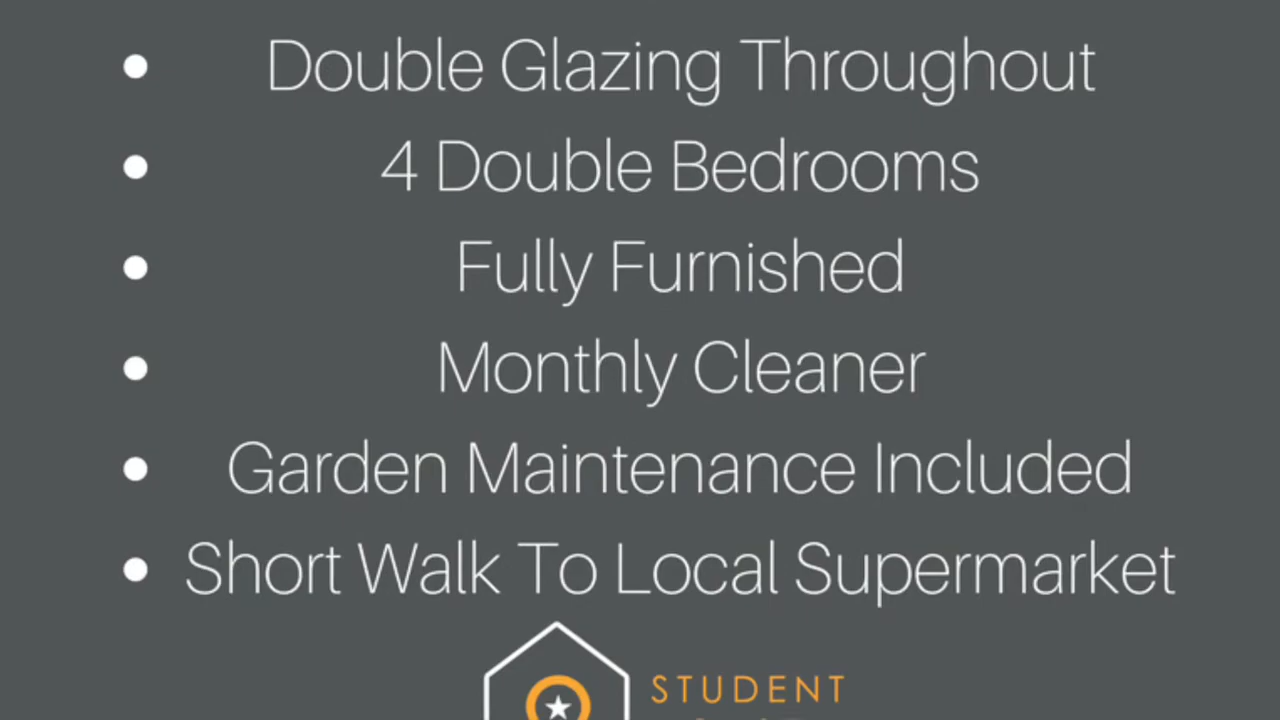 Double Glazing Throughout
4 Double Bedrooms
Fully Furnished
Monthly Cleaner
Garden Maintenance Included
Short Walk To Local Supermarket
STUDENT